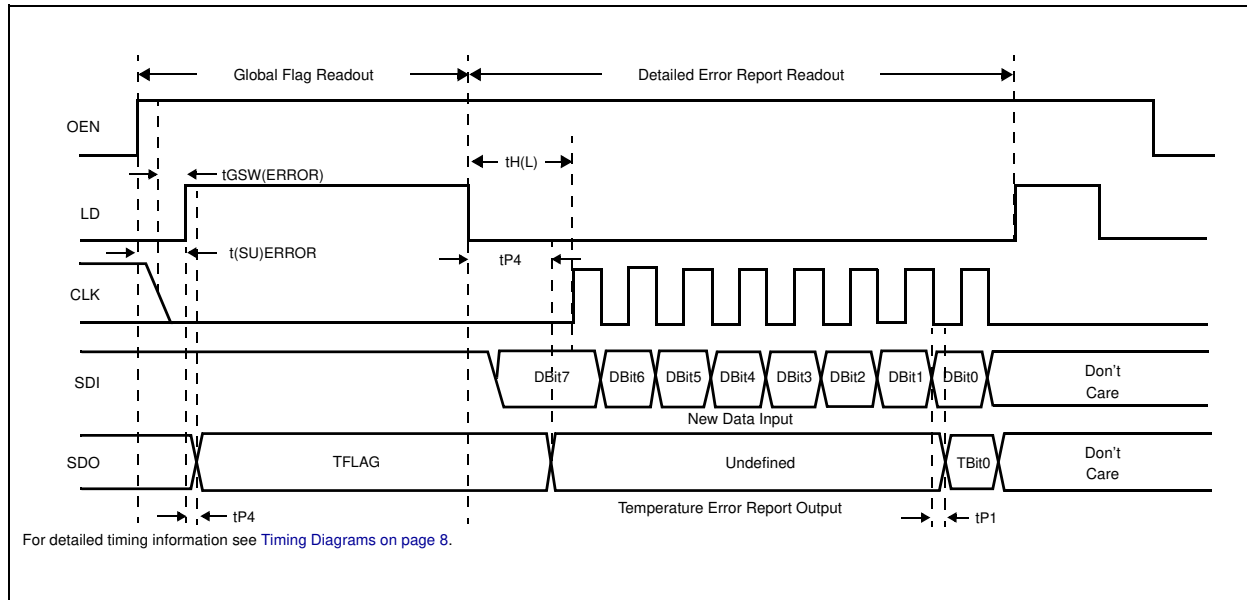 Global Flag Readout
Detailed Error Report Readout
OEN
tH(L)
tGSW(ERROR)
LD
t(SU)ERROR
tP4
CLK
SDI
DBit7
DBit6
DBit5
DBit4
DBit3
DBit2
DBit1
DBit0
Don't
Care
New Data Input
SDO
TFLAG
Undefined
TBit0
Don't
Care
Temperature Error Report Output
tP4
tP1
For detailed timing information see Timing Diagrams on page 8.